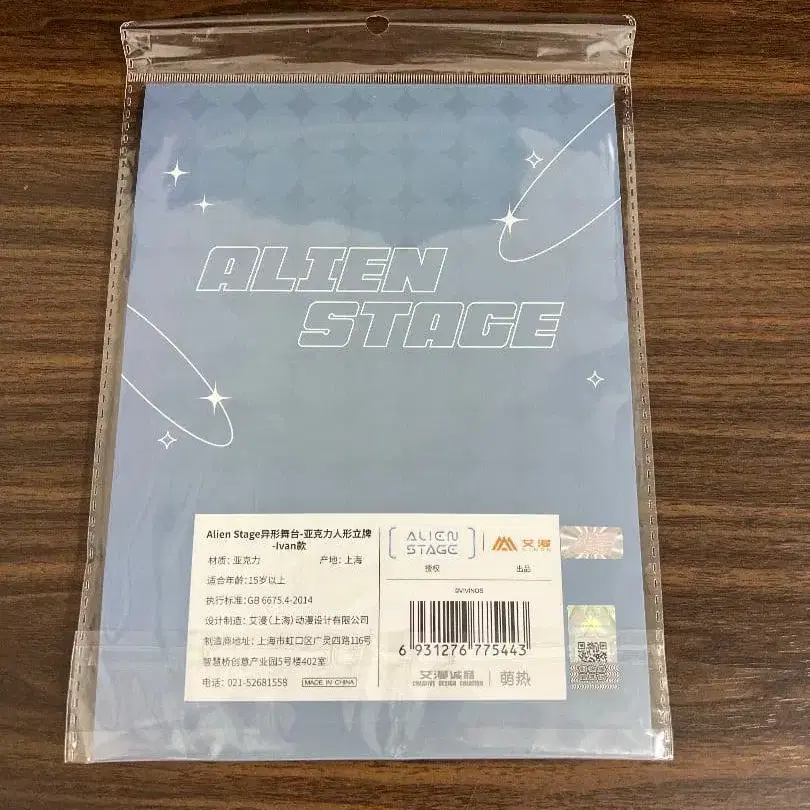 ALIEN
STAGE
Alien Stage异形舞台-亚克力人形立牌
-Ivan款
材质：亚克力 产地：上海
适合年龄：15岁以上
执行标准：GB 6675.4-2014
设计制造：艾漫（上海）动漫设计有限公司
制造商地址：上海市虹口区广灵四路116号
智慧桥创意产业园5号楼402室
电话：021-52681558 MADE IN CHINA
ALIEN
STAGE
艾漫
授权 出品
©VIVINOS
6 931276 775443
艾漫诚品
CREATIVE DESIGN CREATION
萌热